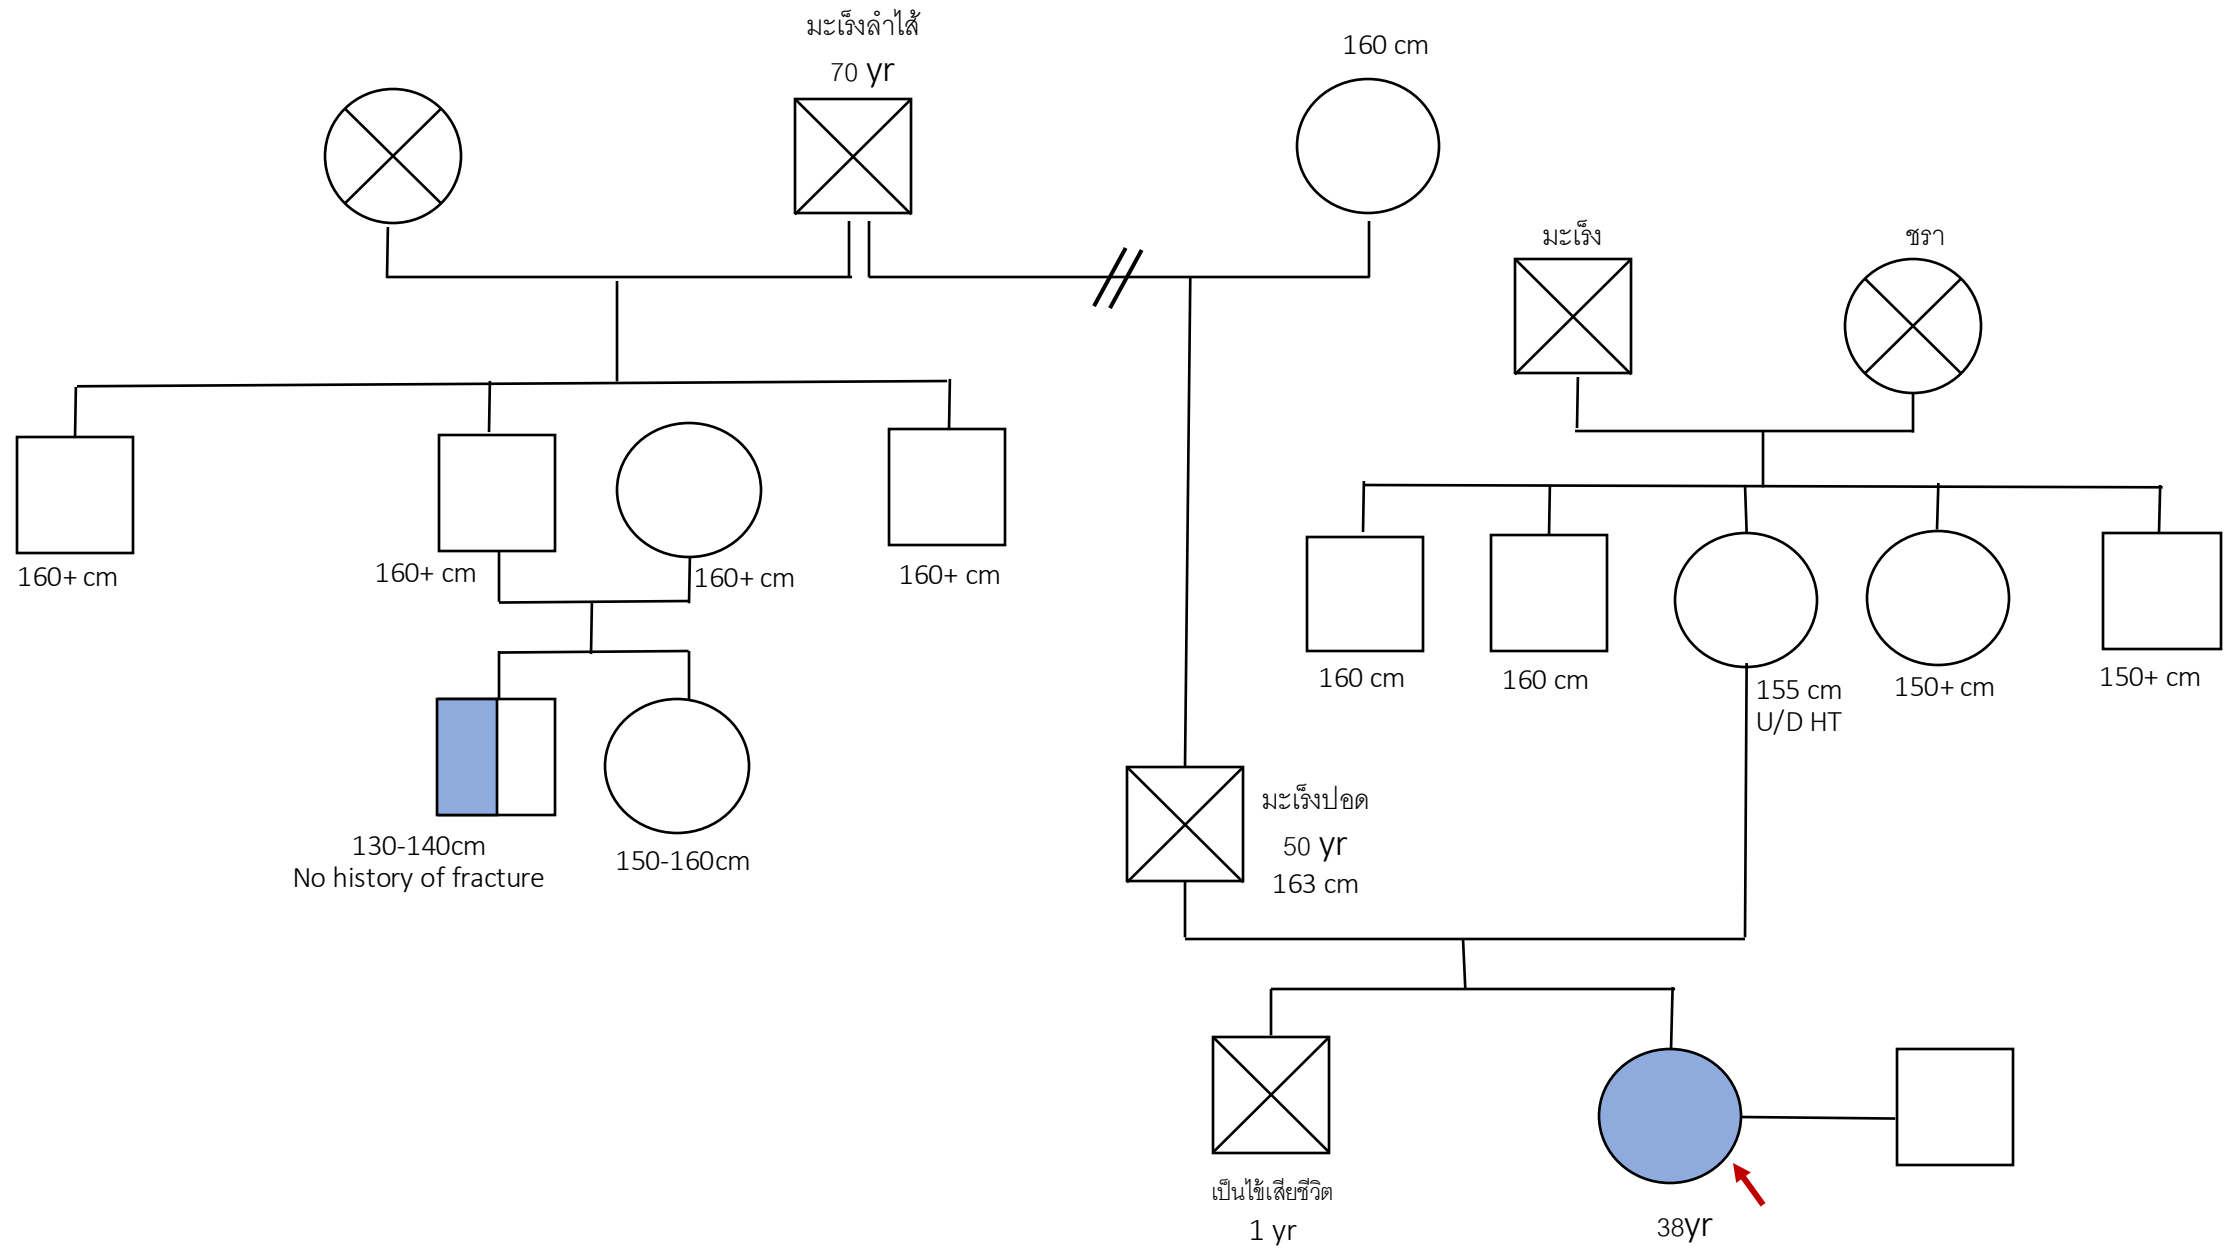 มะเร็งลำไส้
70 yr
160 cm
มะเร็ง
ชรา
160+ cm
160+ cm
160+ cm
160+ cm
160 cm
160 cm
155 cm
U/D HT
150+ cm
150+ cm
130-140cm
No history of fracture
150-160cm
มะเร็งปอด
50 yr
163 cm
เป็นไข้เสียชีวิต
1 yr
38yr